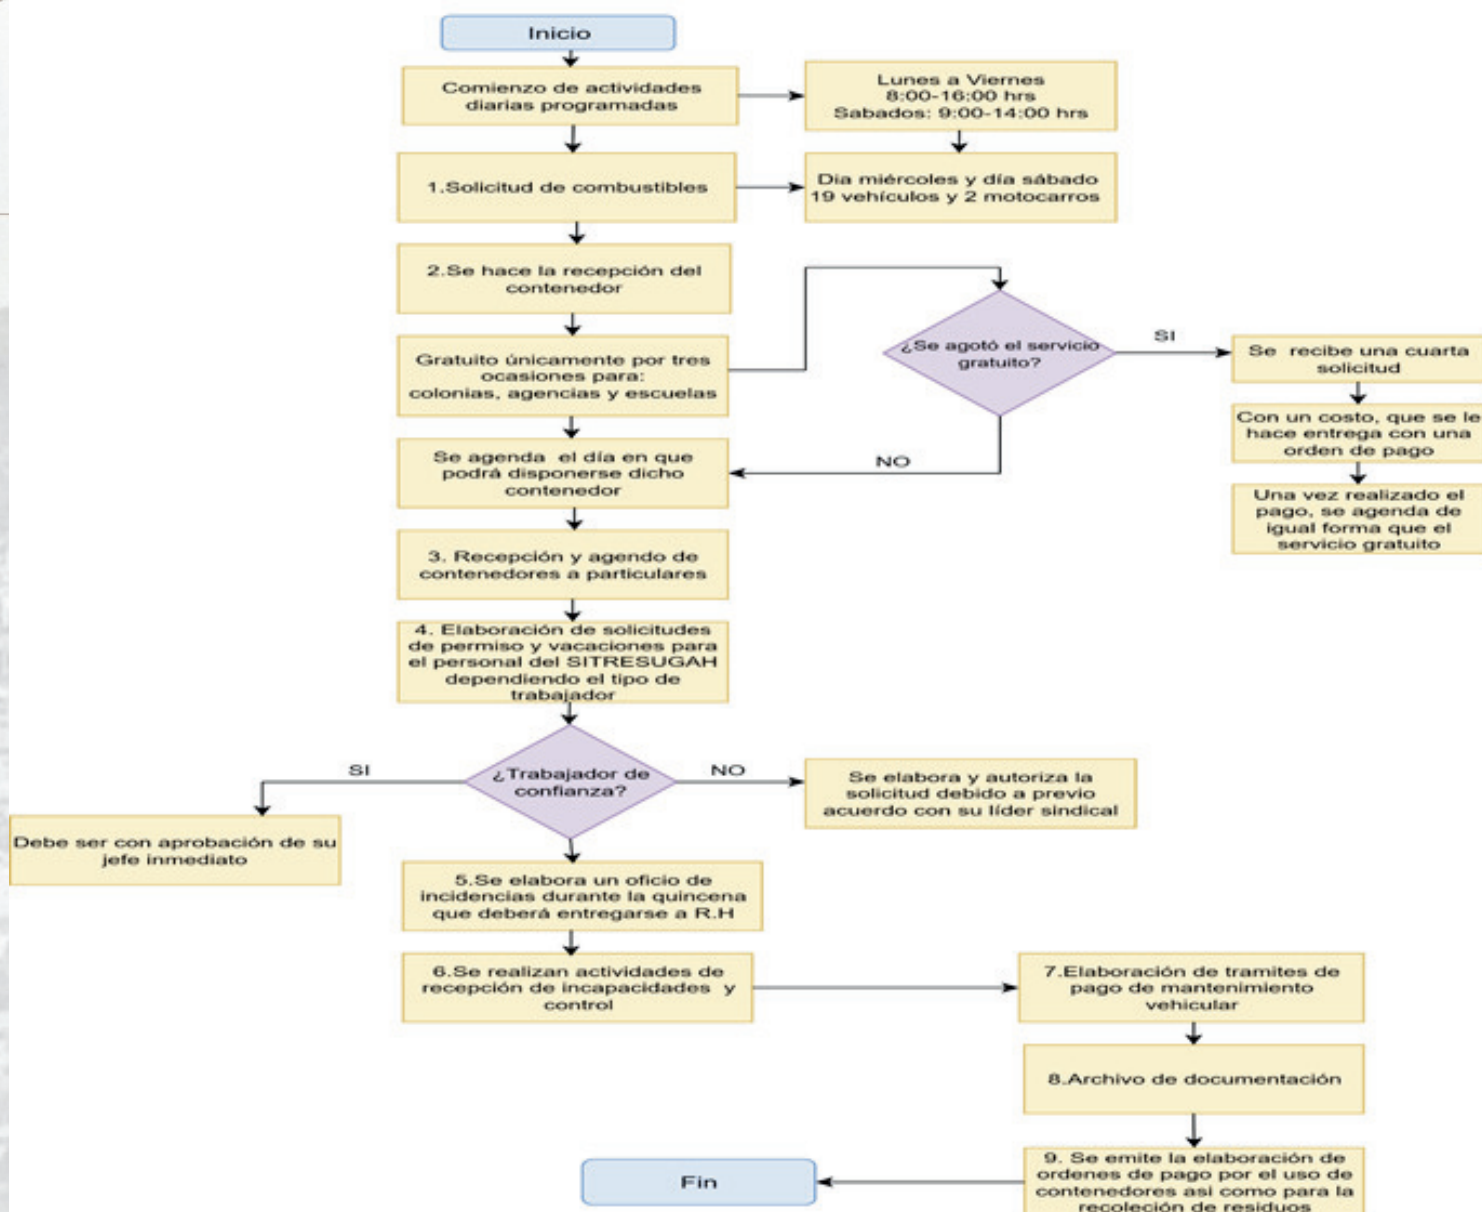 Inicio
Comienzo de actividades
diarias programadas
Lunes a Viernes
8:00-16:00 hrs
Sabados: 9:00-14:00 hrs
1.Solicitud de combustibles
Dia miércoles y día sábado
19 vehículos y 2 motocarros
2.Se hace la recepción del
contenedor
Gratuito únicamente por tres
ocasiones para:
colonias, agencias y escuelas
¿Se agotó el servicio
gratuito?
SI
Se recibe una cuarta
solicitud
Con un costo, que se le
hace entrega con una
orden de pago
Una vez realizado el
pago, se agenda de
igual forma que el
servicio gratuito
NO
Se agenda el día en que
podrá disponerse dicho
contenedor
3. Recepción y agendo de
contenedores a particulares
4. Elaboración de solicitudes
de permiso y vacaciones para
el personal del SITRESUGAH
dependiendo el tipo de
trabajador
¿Trabajador de
confianza?
SI
Debe ser con aprobación de su
jefe inmediato
NO
Se elabora y autoriza la
solicitud debido a previo
acuerdo con su líder sindical
5.Se elabora un oficio de
incidencias durante la quincena
que deberá entregarse a R.H
6.Se realizan actividades de
recepción de incapacidades y
control
7.Elaboración de tramites de
pago de mantenimiento
vehicular
8.Archivo de documentación
9. Se emite la elaboración de
ordenes de pago por el uso de
contenedores asi como para la
recoleción de residuos
Fin